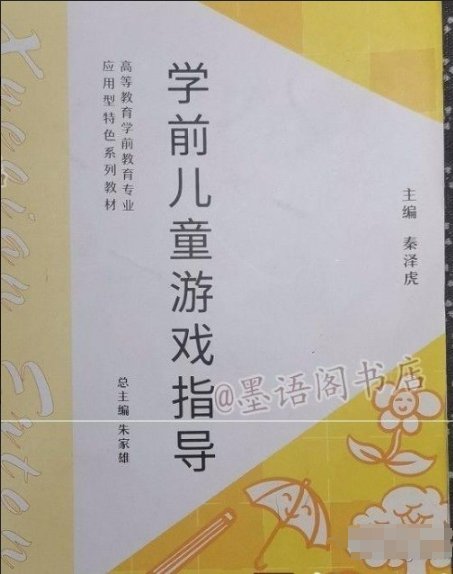 学前儿童游戏指导
高等教育学前教育专业
应用型特色系列教材
主编 秦泽虎
总主编 朱家雄
@墨语阁书店
Xueqian Erton